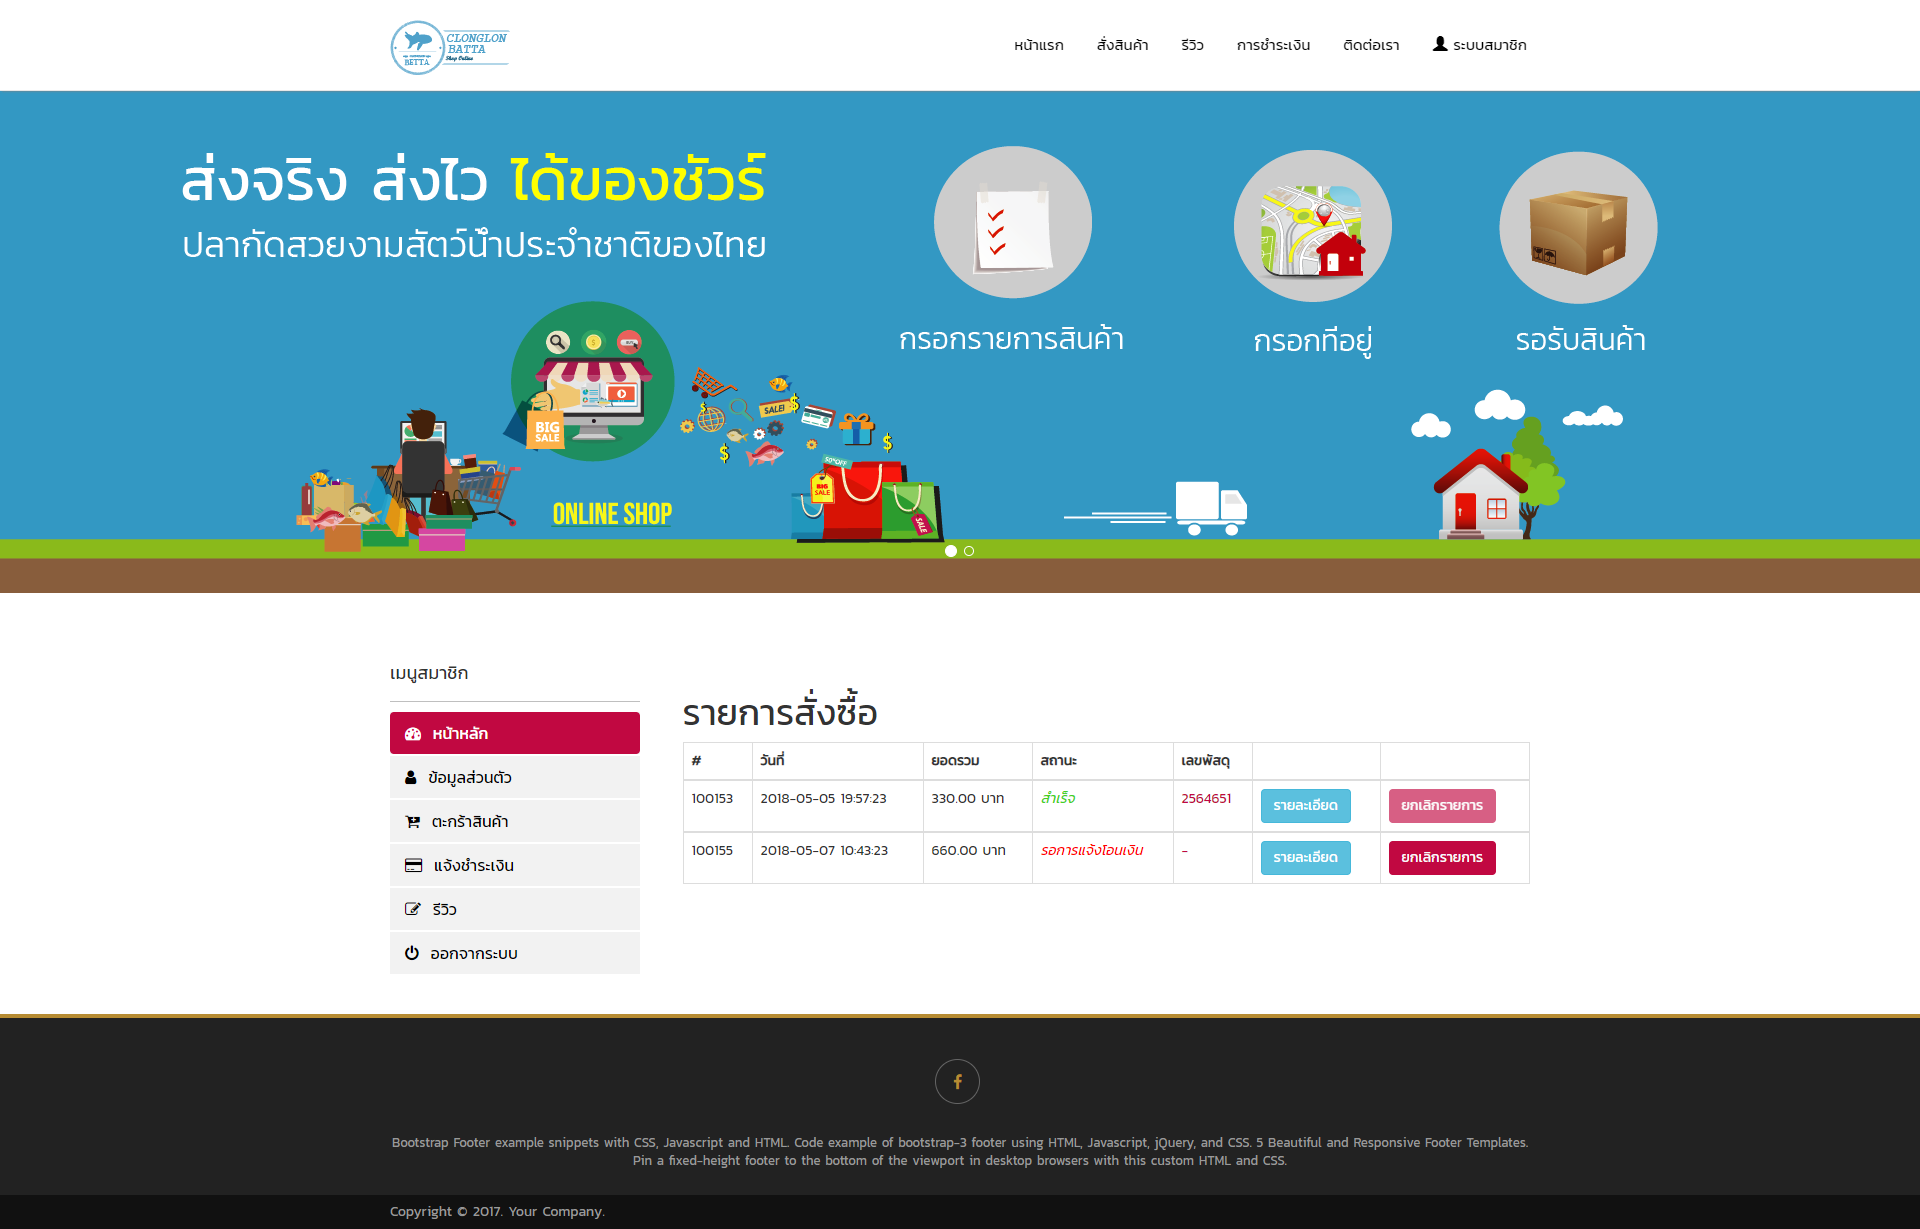 CLONGLON
BATTA
Shop Online
BETTA
หน้าแรก
สั่งสินค้า
รีวิว
การชำระเงิน
ติดต่อเรา
ระบบสมาชิก
ส่งจริง ส่งไว ได้ของชัวร์
ปลากัดสวยงามสัตว์น้ำประจำชาติของไทย
กรอกรายการสินค้า
กรอกที่อยู่
รอรับสินค้า
BIG
SALE
SALE!
50%OFF
BIG
SALE
SALE
ONLINE SHOP
เมนูสมาชิก
หน้าหลัก
ข้อมูลส่วนตัว
ตะกร้าสินค้า
แจ้งชำระเงิน
รีวิว
ออกจากระบบ
รายการสั่งซื้อ
# วันที่ ยอดรวม สถานะ เลขพัสดุ
100153 2018-05-05 19:57:23 330.00 บาท สำเร็จ 2564651 รายละเอียด ยกเลิกรายการ
100155 2018-05-07 10:43:23 660.00 บาท รอการแจ้งโอนเงิน - รายละเอียด ยกเลิกรายการ
Bootstrap Footer example snippets with CSS, Javascript and HTML. Code example of bootstrap-3 footer using HTML, Javascript, jQuery, and CSS. 5 Beautiful and Responsive Footer Templates.
Pin a fixed-height footer to the bottom of the viewport in desktop browsers with this custom HTML and CSS.
Copyright © 2017. Your Company.